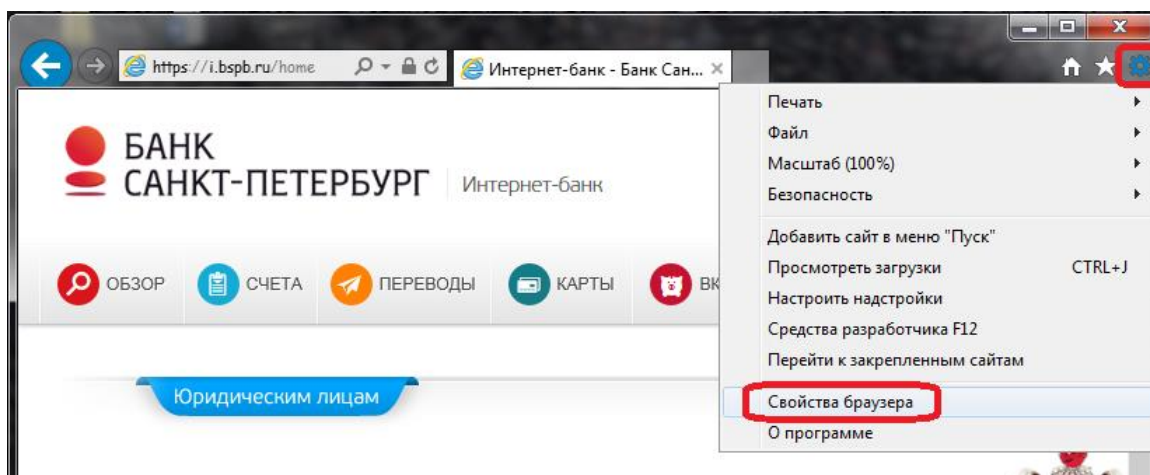 https://i.bspb.ru/home
Интернет-банк - Банк Сан...
Печать
Файл
Масштаб (100%)
Безопасность
Добавить сайт в меню "Пуск"
Просмотреть загрузки CTRL+J
Настроить надстройки
Средства разработчика F12
Перейти к закрепленным сайтам
Свойства браузера
О программе
БАНК
САНКТ-ПЕТЕРБУРГ
Интернет-банк
ОБЗОР СЧЕТА ПЕРЕВОДЫ КАРТЫ ВК
Юридическим лицам